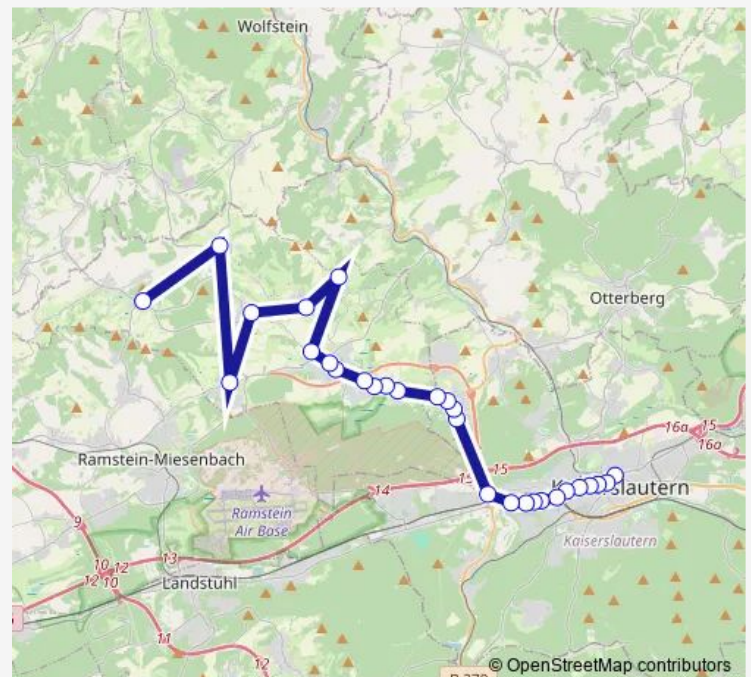 Wolfstein
Otterberg
16a
15
16a
Ramstein-Miesenbach
15
14
Ramstein
Air Base
Kaiserslautern
9
13
10
12
12
10
Landstuhl
11
12
© OpenStreetMap contributors